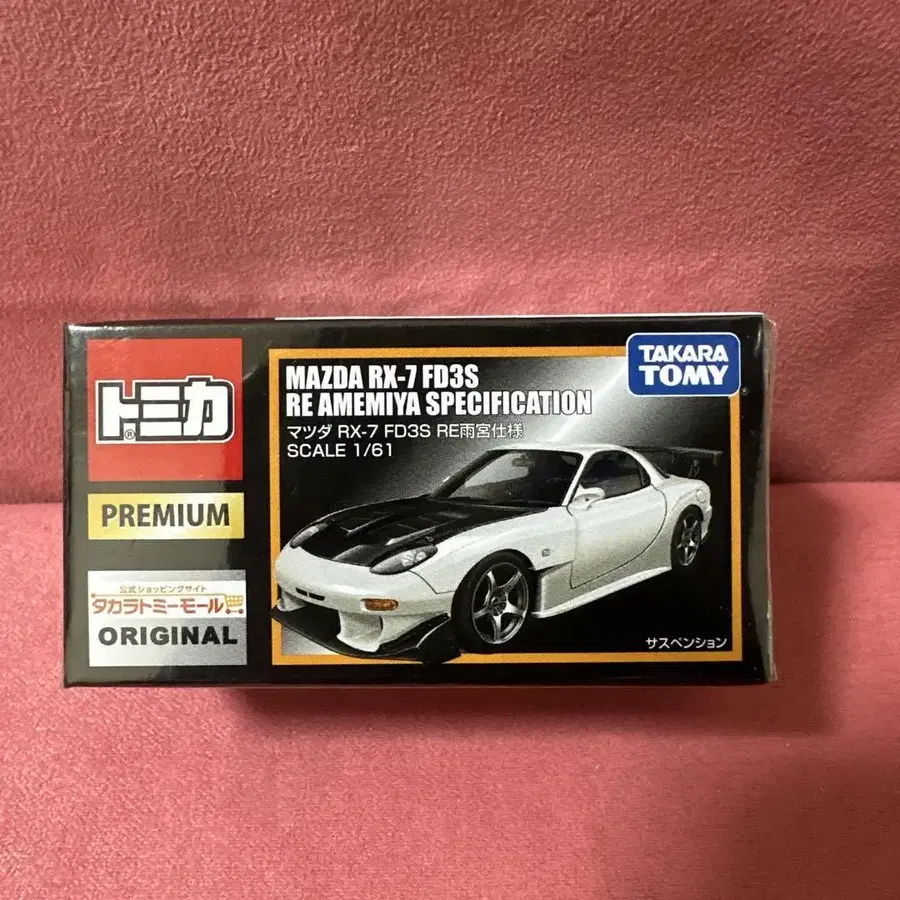 トミカ
®
PREMIUM
公式ショッピングサイト
タカラトミーモール
ORIGINAL
MAZDA RX-7 FD3S
RE AMEMIYA SPECIFICATION
マツダ RX-7 FD3S RE雨宮仕様
SCALE 1/61
TAKARA
TOMY
®
サスペンション